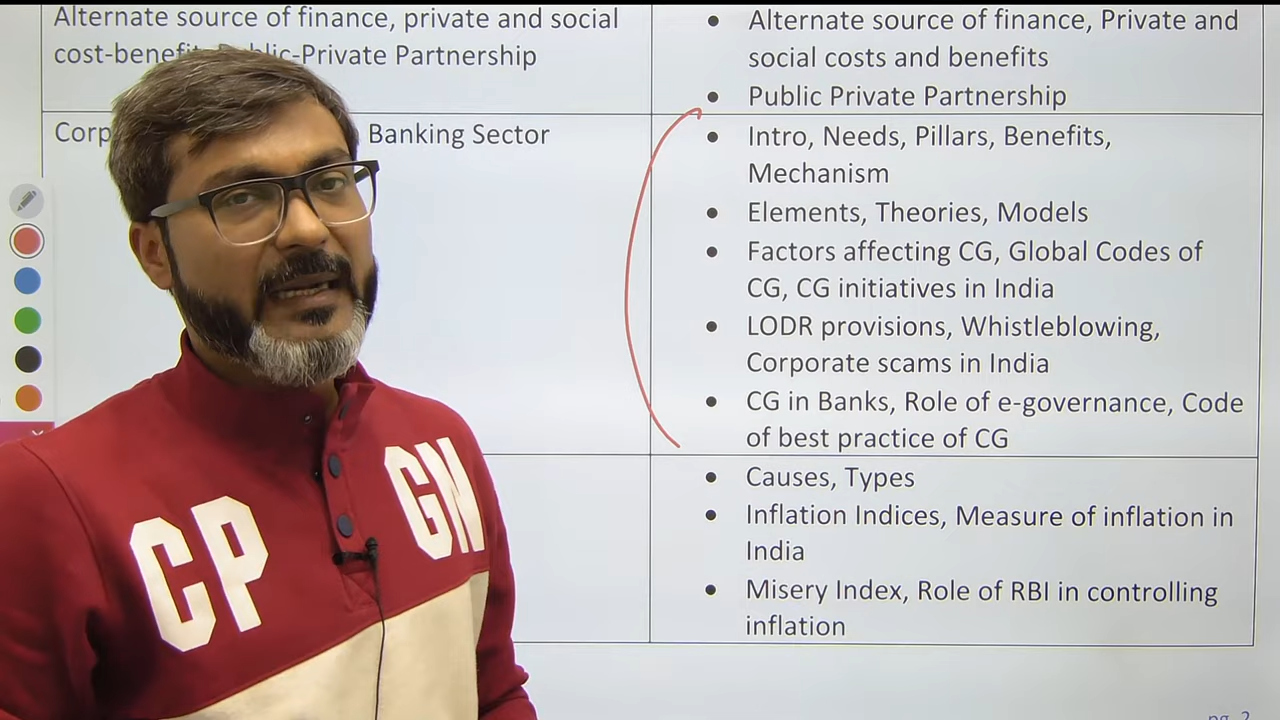 Alternate source of finance, private and social
cost-benefit, Public-Private Partnership
Banking Sector
Alternate source of finance, Private and
social costs and benefits
Public Private Partnership
Intro, Needs, Pillars, Benefits,
Mechanism
Elements, Theories, Models
Factors affecting CG, Global Codes of
CG, CG initiatives in India
LODR provisions, Whistleblowing,
Corporate scams in India
CG in Banks, Role of e-governance, Code
of best practice of CG
Causes, Types
Inflation Indices, Measure of inflation in
India
Misery Index, Role of RBI in controlling
inflation
CP
GN